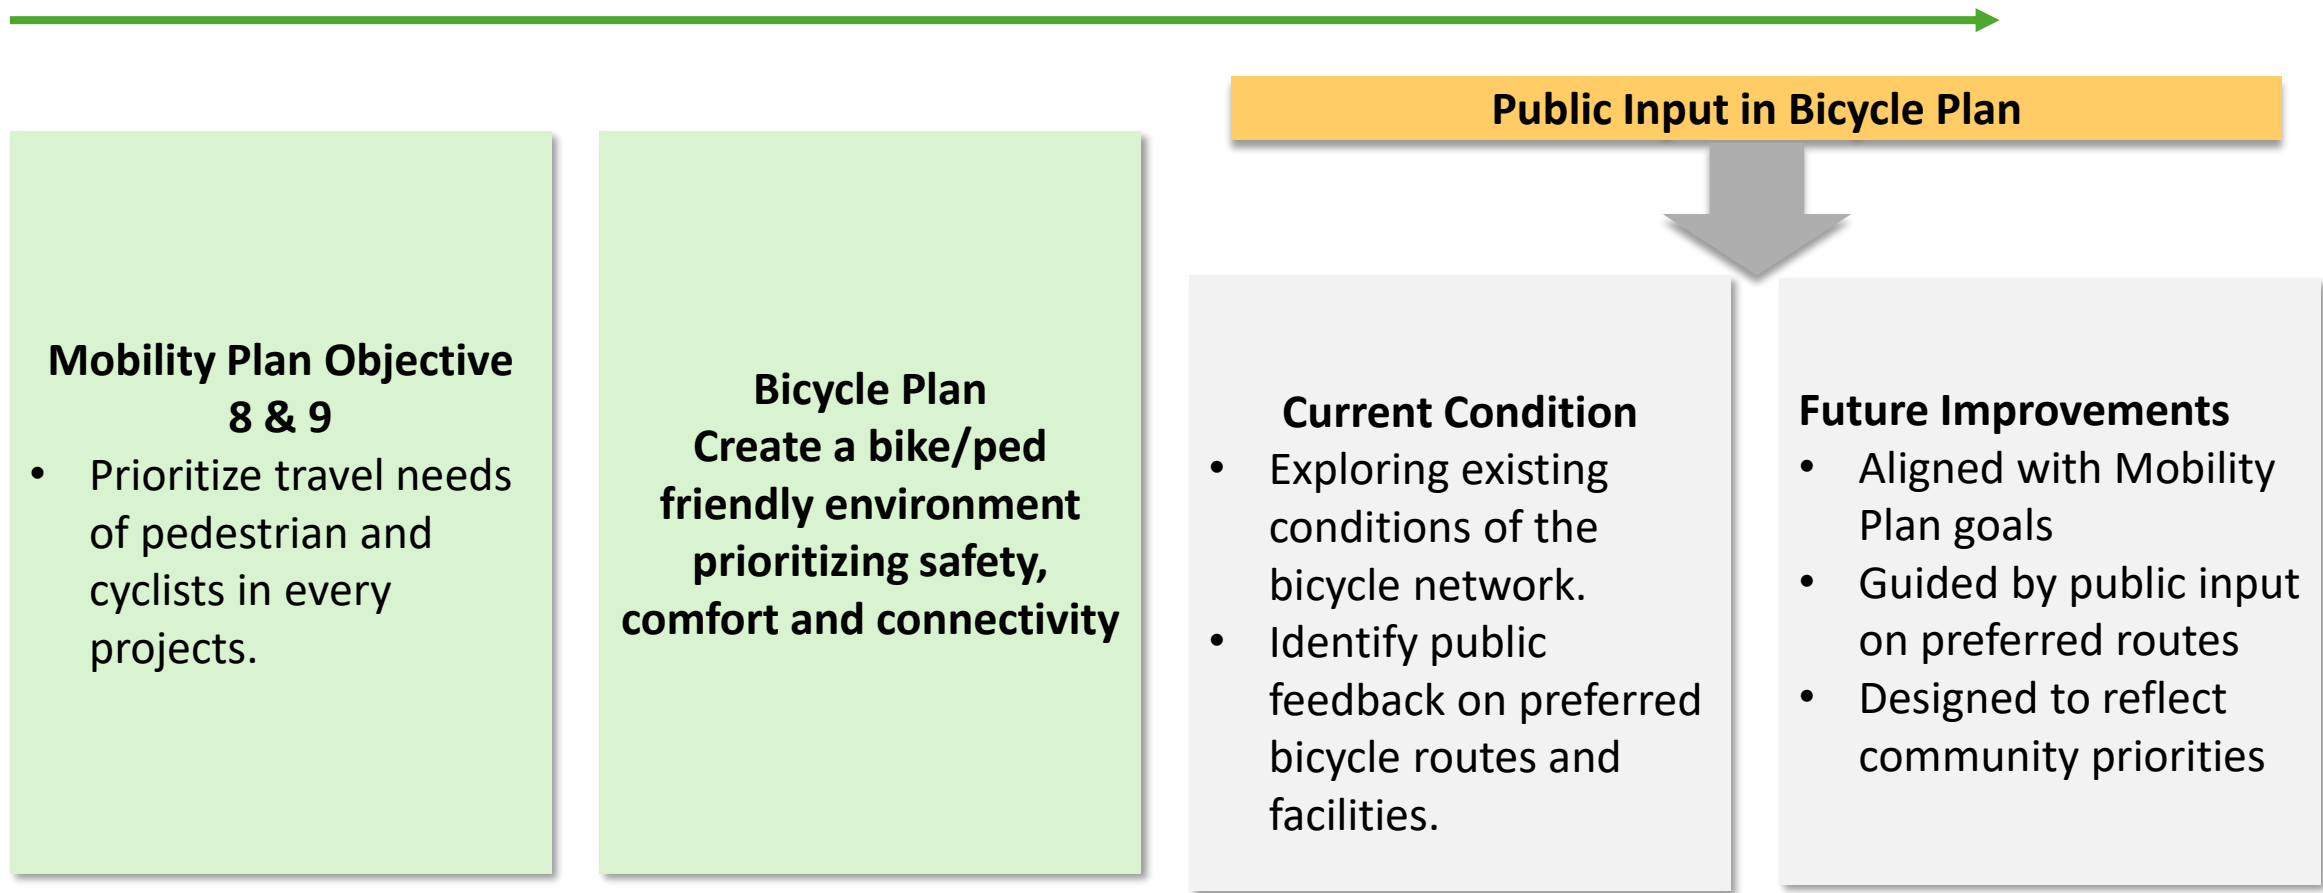 Public Input in Bicycle Plan
Mobility Plan Objective
8 & 9
• Prioritize travel needs
of pedestrian and
cyclists in every
projects.
Bicycle Plan
Create a bike/ped
friendly environment
prioritizing safety,
comfort and connectivity
Current Condition
• Exploring existing
conditions of the
bicycle network.
• Identify public
feedback on preferred
bicycle routes and
facilities.
Future Improvements
• Aligned with Mobility
Plan goals
• Guided by public input
on preferred routes
• Designed to reflect
community priorities